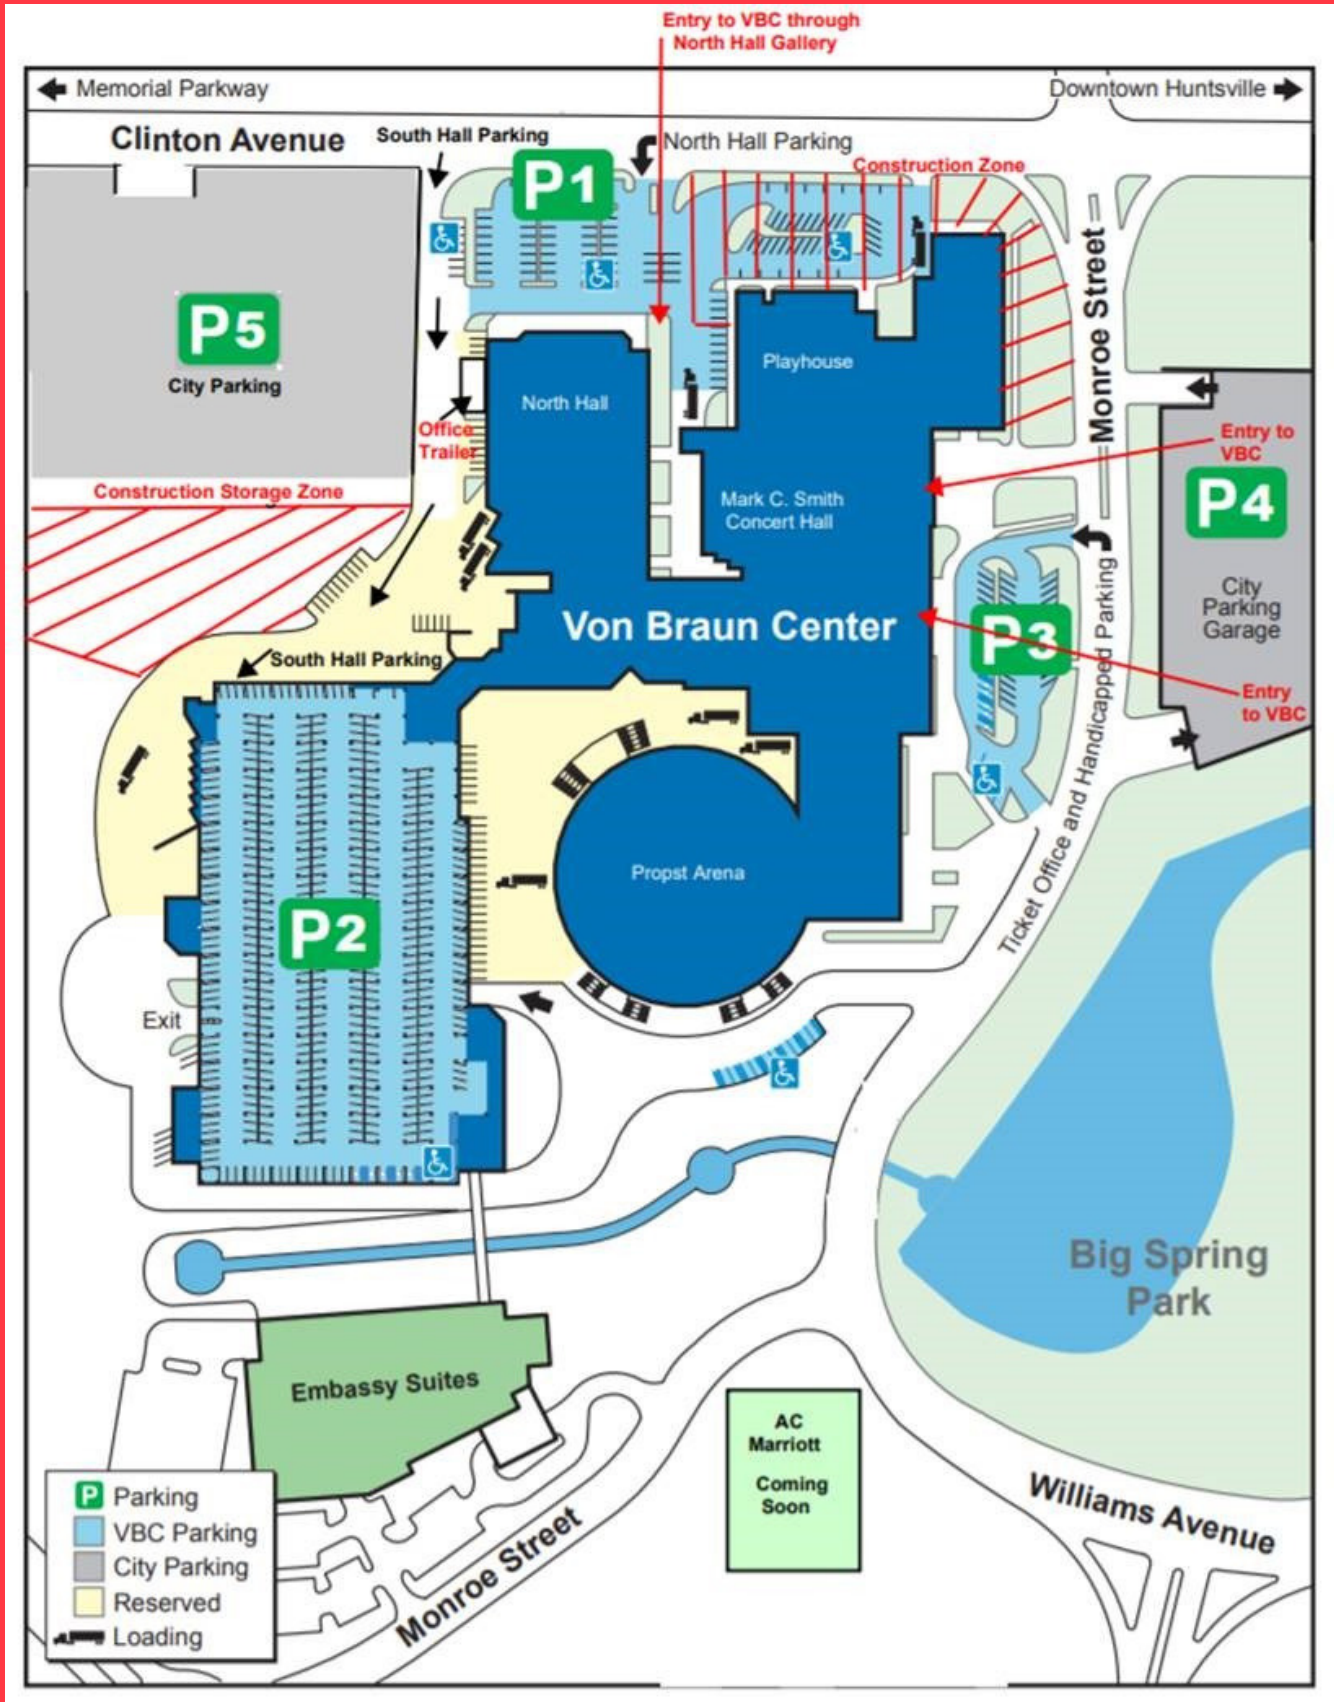 Entry to VBC through
North Hall Gallery
Memorial Parkway
Downtown Huntsville
Clinton Avenue
South Hall Parking
North Hall Parking
P1
Construction Zone
Monroe Street
P5
City Parking
Playhouse
North Hall
Office
Trailer
Entry to
VBC
P4
Construction Storage Zone
Mark C. Smith
Concert Hall
City
Parking
Garage
Von Braun Center
P3
South Hall Parking
Entry
to VBC
Ticket Office and Handicapped Parking
Propst Arena
P2
Exit
Big Spring
Park
Embassy Suites
AC
Marriott
Coming
Soon
Williams Avenue
Monroe Street
P Parking
VBC Parking
City Parking
Reserved
Loading